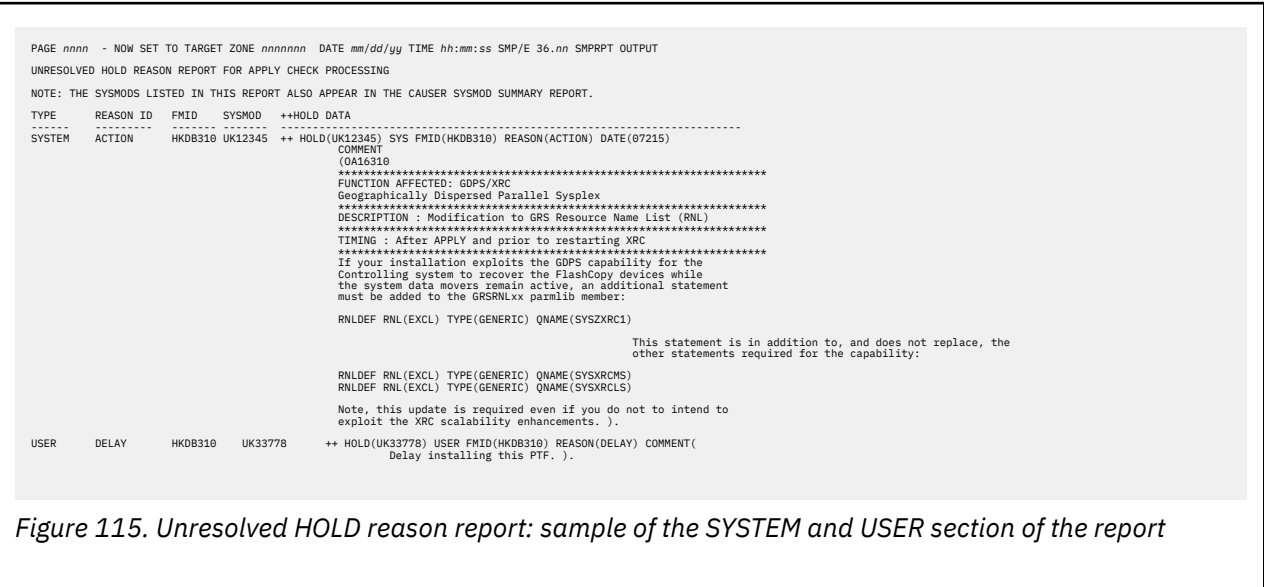 PAGE nnnn - NOW SET TO TARGET ZONE nnnnnnn DATE mm/dd/yy TIME hh:mm:ss SMP/E 36.nn SMPRPT OUTPUT
UNRESOLVED HOLD REASON REPORT FOR APPLY CHECK PROCESSING
NOTE: THE SYSMODS LISTED IN THIS REPORT ALSO APPEAR IN THE CAUSER SYSMOD SUMMARY REPORT.
TYPE REASON ID FMID SYSMOD ++HOLD DATA
------ --------- ------- ------- ------------------------------------------------------------------------
SYSTEM ACTION HKDB310 UK12345 ++ HOLD(UK12345) SYS FMID(HKDB310) REASON(ACTION) DATE(07215)
COMMENT
(OA16310
*******************************************************************
FUNCTION AFFECTED: GDPS/XRC
Geographically Dispersed Parallel Sysplex
*******************************************************************
DESCRIPTION : Modification to GRS Resource Name List (RNL)
*******************************************************************
TIMING : After APPLY and prior to restarting XRC
*******************************************************************
If your installation exploits the GDPS capability for the
Controlling system to recover the FlashCopy devices while
the system data movers remain active, an additional statement
must be added to the GRSRNLxx parmlib member:
RNLDEF RNL(EXCL) TYPE(GENERIC) QNAME(SYSZXRC1)
This statement is in addition to, and does not replace, the
other statements required for the capability:
RNLDEF RNL(EXCL) TYPE(GENERIC) QNAME(SYSXRCMS)
RNLDEF RNL(EXCL) TYPE(GENERIC) QNAME(SYSXRCLS)
Note, this update is required even if you do not to intend to
exploit the XRC scalability enhancements. ).
USER DELAY HKDB310 UK33778 ++ HOLD(UK33778) USER FMID(HKDB310) REASON(DELAY) COMMENT(
Delay installing this PTF. ).
Figure 115. Unresolved HOLD reason report: sample of the SYSTEM and USER section of the report